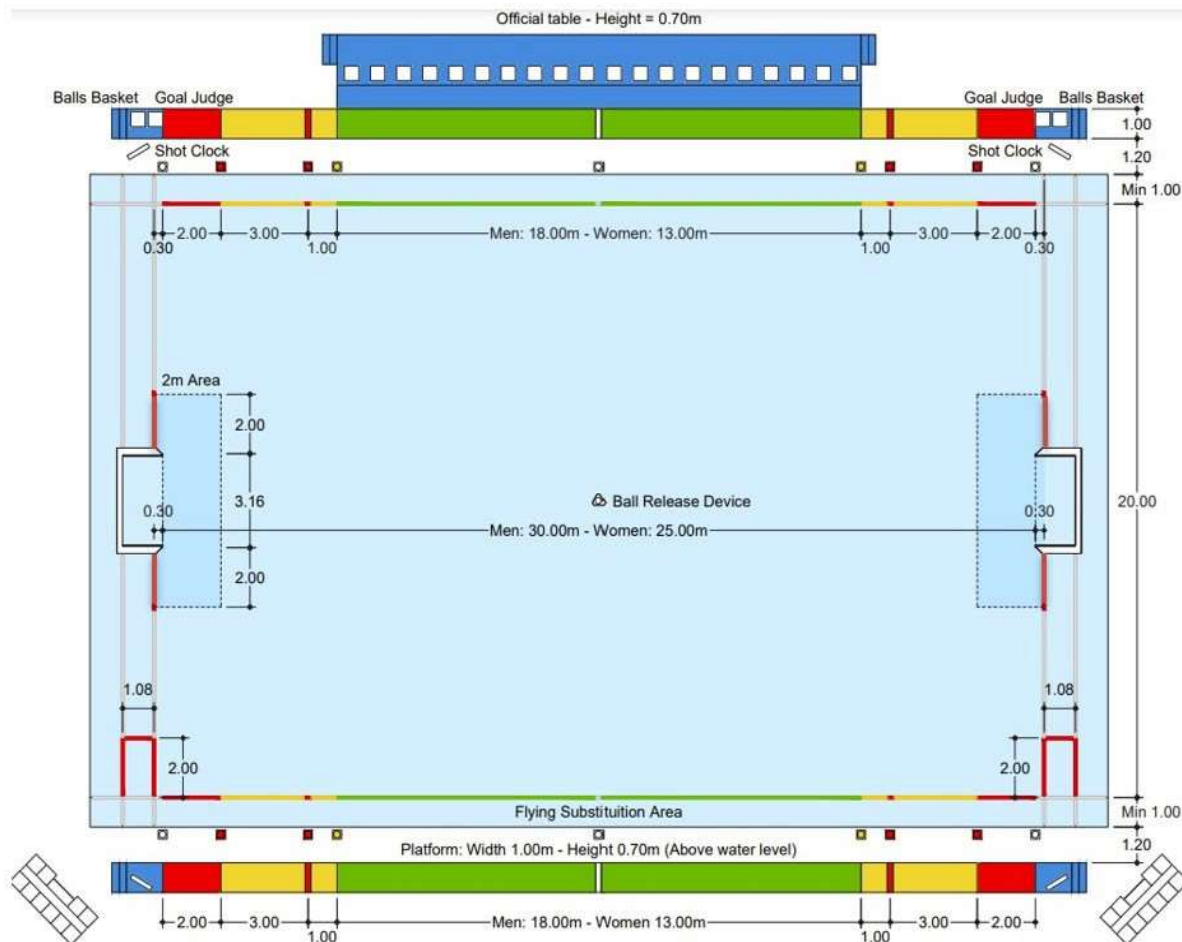 Official table - Height = 0.70m
Balls Basket Goal Judge Goal Judge Balls Basket
1.00
Shot Clock Shot Clock
1.20
Min 1.00
2.00 3.00 Men: 18.00m - Women: 13.00m 3.00 2.00
0.30 1.00 1.00 0.30
2m Area
2.00
3.16 Ball Release Device 20.00
0.30 0.30
Men: 30.00m - Women: 25.00m
2.00
1.08 1.08
2.00 2.00
Flying Substituition Area Min 1.00
Platform: Width 1.00m - Height 0.70m (Above water level) 1.20
2.00 3.00 Men: 18.00m - Women 13.00m 3.00 2.00
1.00 1.00